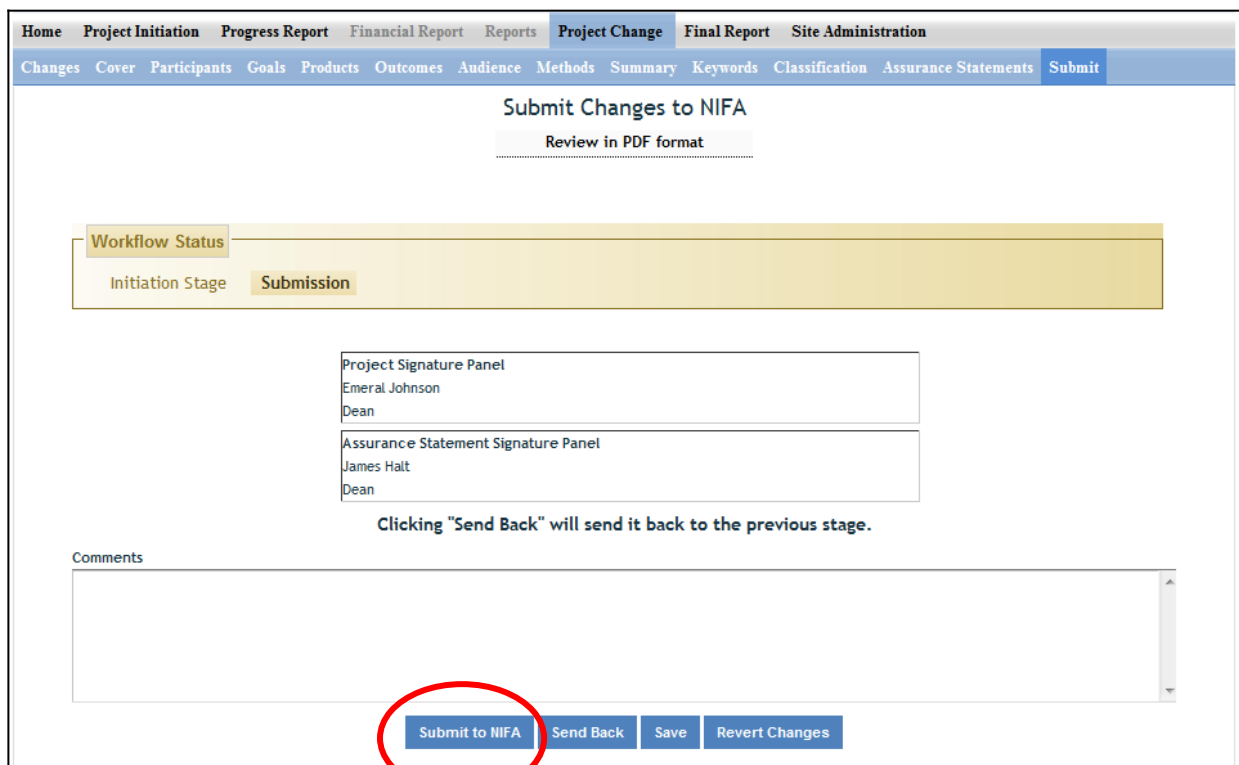 Home Project Initiation Progress Report Financial Report Reports Project Change Final Report Site Administration
Changes Cover Participants Goals Products Outcomes Audience Methods Summary Keywords Classification Assurance Statements Submit
Submit Changes to NIFA
Review in PDF format
Workflow Status
Initiation Stage Submission
Project Signature Panel
Emeral Johnson
Dean
Assurance Statement Signature Panel
James Halt
Dean
Clicking "Send Back" will send it back to the previous stage.
Comments
Submit to NIFA Send Back Save Revert Changes